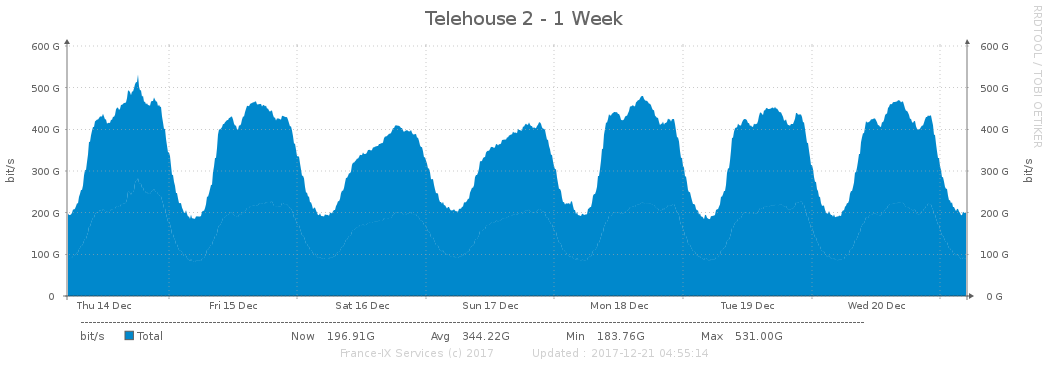 Telehouse 2 - 1 Week
RRDTOOL / TOBI OETIKER
600 G 600 G
500 G 500 G
400 G 400 G
300 G 300 G
200 G 200 G
100 G 100 G
0 0 G
bit/s bit/s
Thu 14 Dec Fri 15 Dec Sat 16 Dec Sun 17 Dec Mon 18 Dec Tue 19 Dec Wed 20 Dec
bit/s Total Now 196.91G Avg 344.22G Min 183.76G Max 531.00G
France-IX Services (c) 2017 Updated : 2017-12-21 04:55:14